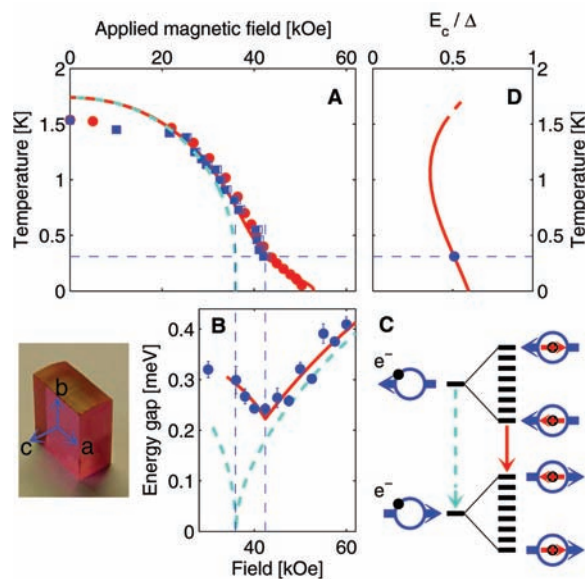 Applied magnetic field [kOe]
0 20 40 60
E_c / Δ
0 0.5 1
2
1.5
1
0.5
0
Temperature [K]
A
D
2
1.5
1
0.5
0
Temperature [K]
B
0.4
0.3
0.2
0.1
0
Energy gap [meV]
40 60
Field [kOe]
b
c
a
C
e⁻
e⁻